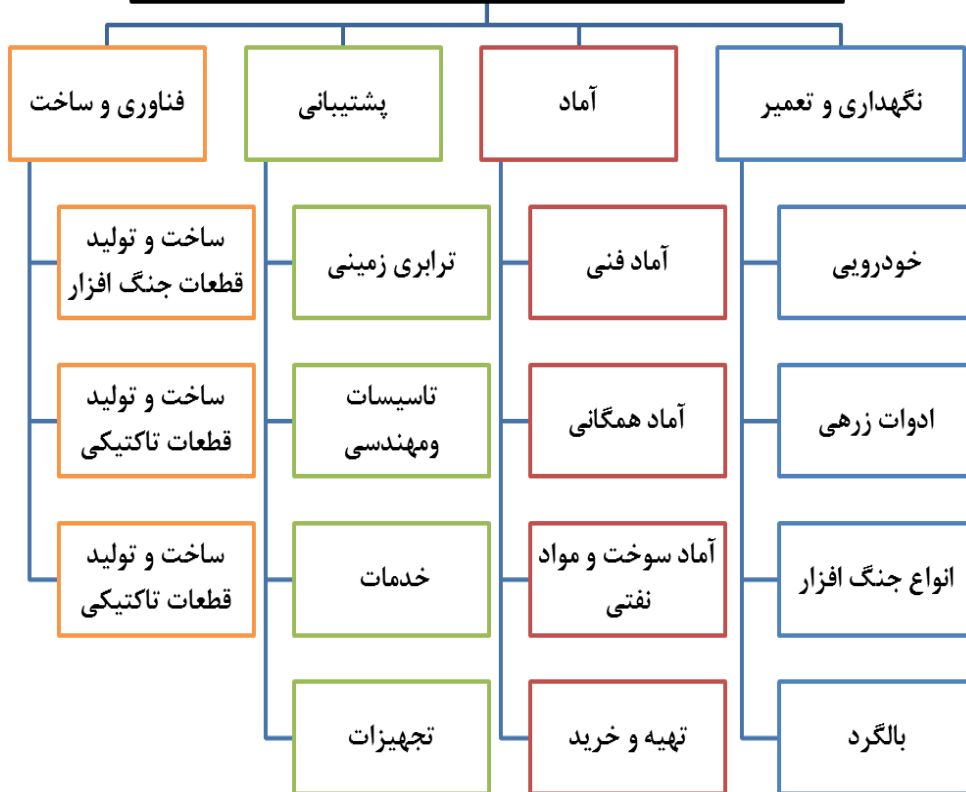 نگهداری و تعمیر
خودرویی
ادوات زرهی
انواع جنگ افزار
بالگرد
آماد
آماد فنی
آماد همگانی
آماد سوخت و مواد
نفتی
تهیه و خرید
پشتیبانی
ترابری زمینی
تاسیسات
ومهندسی
خدمات
تجهیزات
فناوری و ساخت
ساخت و تولید
قطعات جنگ افزار
ساخت و تولید
قطعات تاکتیکی
ساخت و تولید
قطعات تاکتیکی